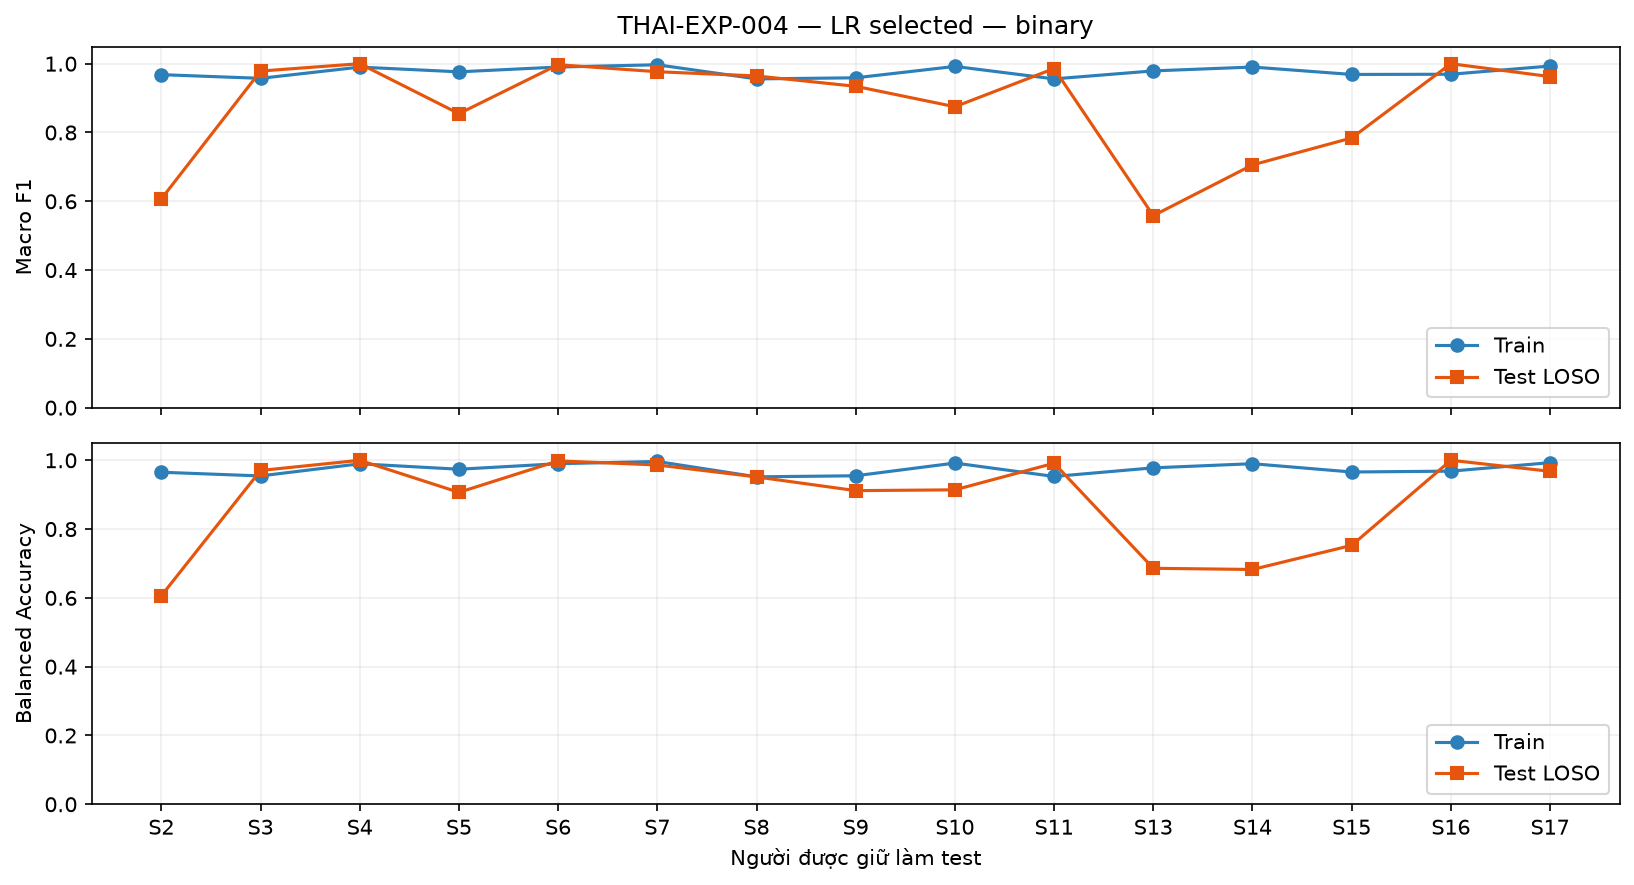 THAI-EXP-004 — LR selected — binary
Macro F1
1.0
0.8
0.6
0.4
0.2
0.0
Train
Test LOSO
Balanced Accuracy
1.0
0.8
0.6
0.4
0.2
0.0
Train
Test LOSO
S2 S3 S4 S5 S6 S7 S8 S9 S10 S11 S13 S14 S15 S16 S17
Người được giữ làm test